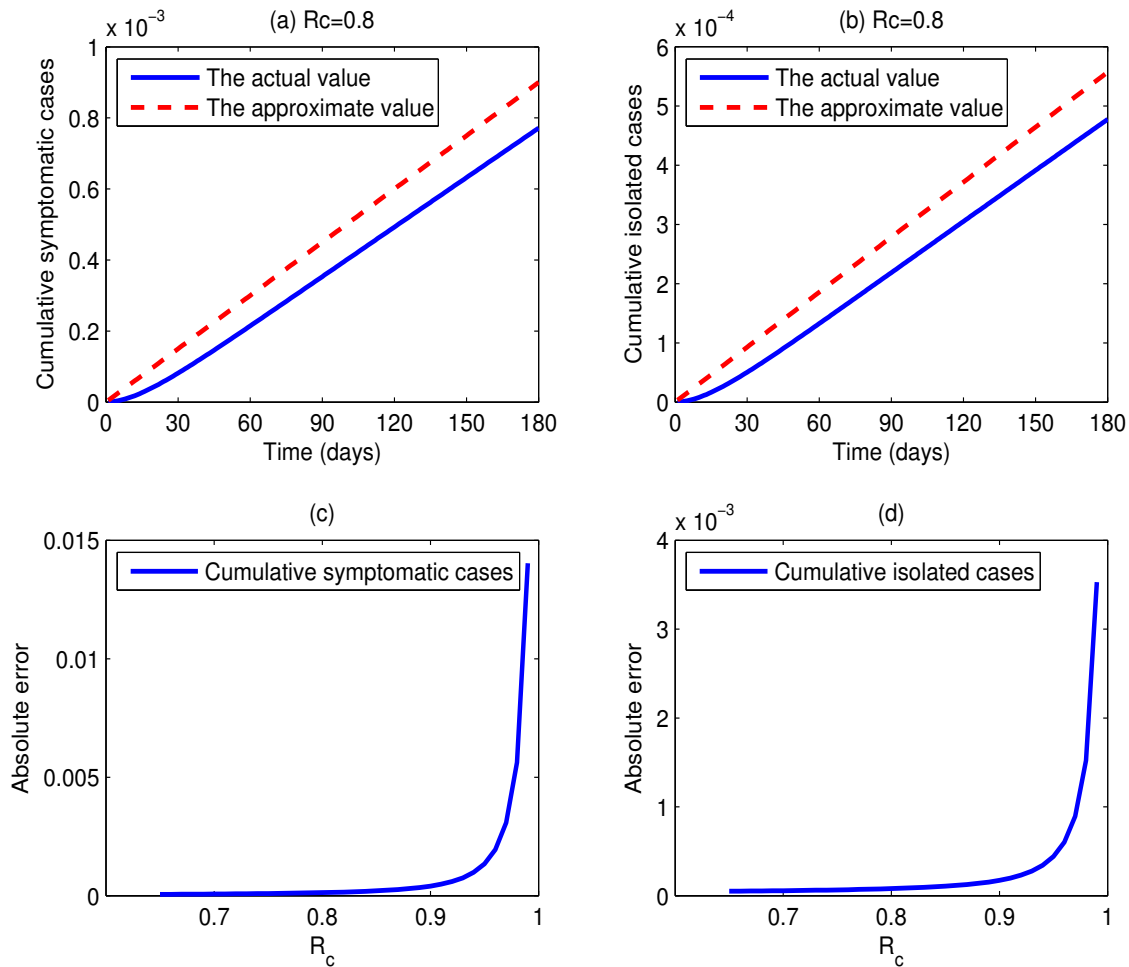 (a) Rc=0.8
x 10⁻³
Cumulative symptomatic cases
1
0.8
0.6
0.4
0.2
0
The actual value
The approximate value
0 30 60 90 120 150 180
Time (days)
(b) Rc=0.8
x 10⁻⁴
Cumulative isolated cases
6
5
4
3
2
1
0
The actual value
The approximate value
0 30 60 90 120 150 180
Time (days)
(c)
Absolute error
0.015
0.01
0.005
0
Cumulative symptomatic cases
0.7 0.8 0.9 1
R_c
(d)
x 10⁻³
Absolute error
4
3
2
1
0
Cumulative isolated cases
0.7 0.8 0.9 1
R_c